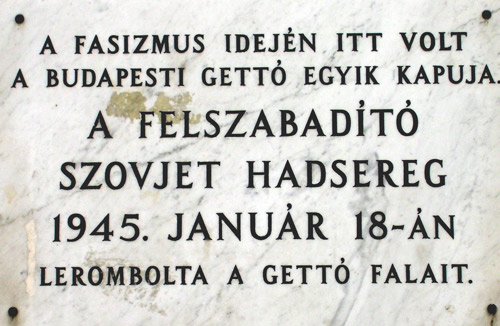 A FASIZMUS IDEJÉN ITT VOLT
A BUDAPESTI GETTÓ EGYIK KAPUJA.
A FELSZABADÍTÓ
SZOVJET HADSEREG
1945. JANUÁR 18-ÁN
LEROMBOLTA A GETTÓ FALAIT.